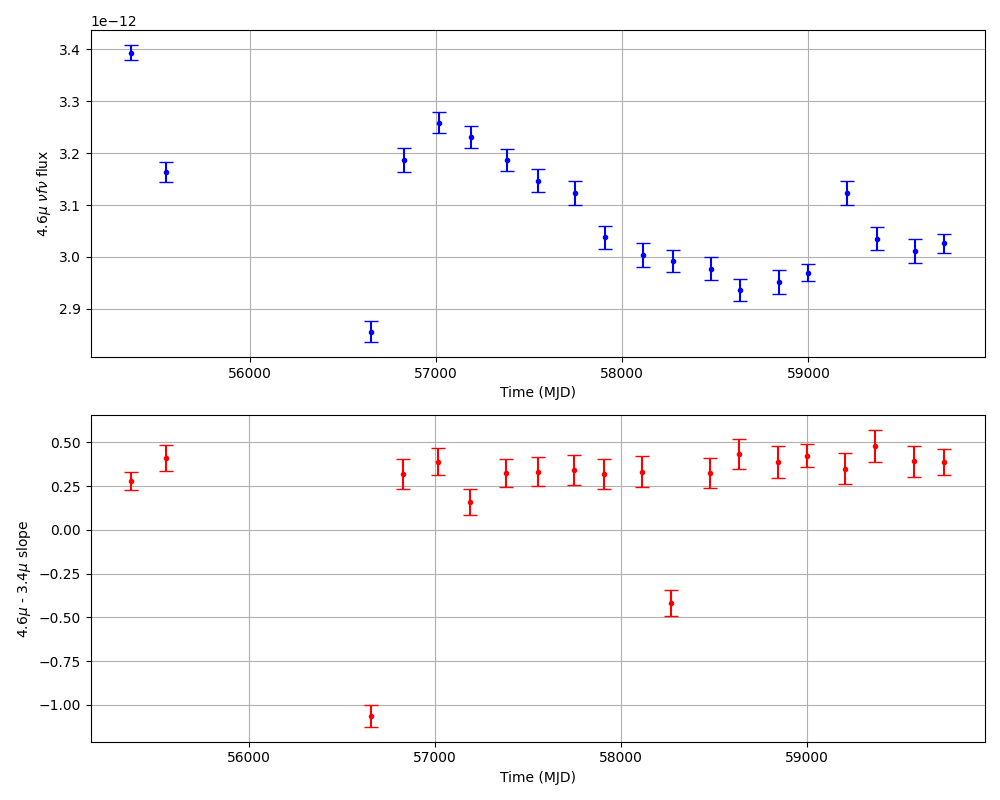 1e−12
3.4
3.3
3.2
3.1
3.0
2.9
4.6μ νfν flux
56000 57000 58000 59000
Time (MJD)
0.50
0.25
0.00
−0.25
−0.50
−0.75
−1.00
4.6μ - 3.4μ slope
56000 57000 58000 59000
Time (MJD)